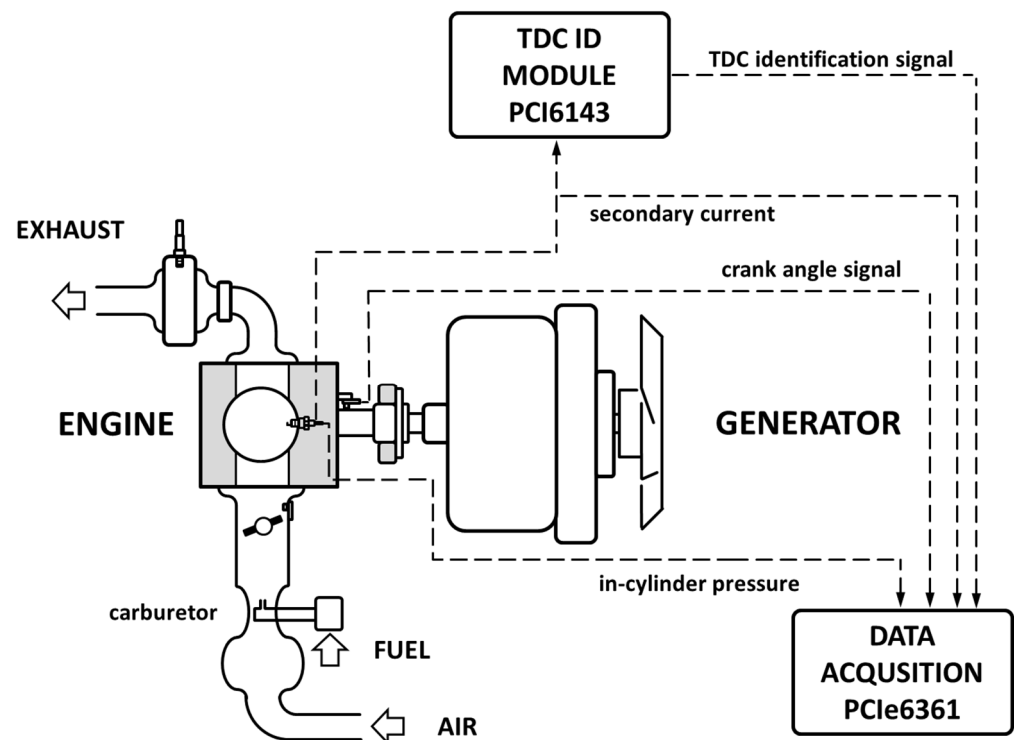 TDC ID
MODULE
PCI6143
TDC identification signal
secondary current
EXHAUST
crank angle signal
ENGINE
GENERATOR
in-cylinder pressure
carburetor
FUEL
DATA
ACQUSITION
PCIe6361
AIR